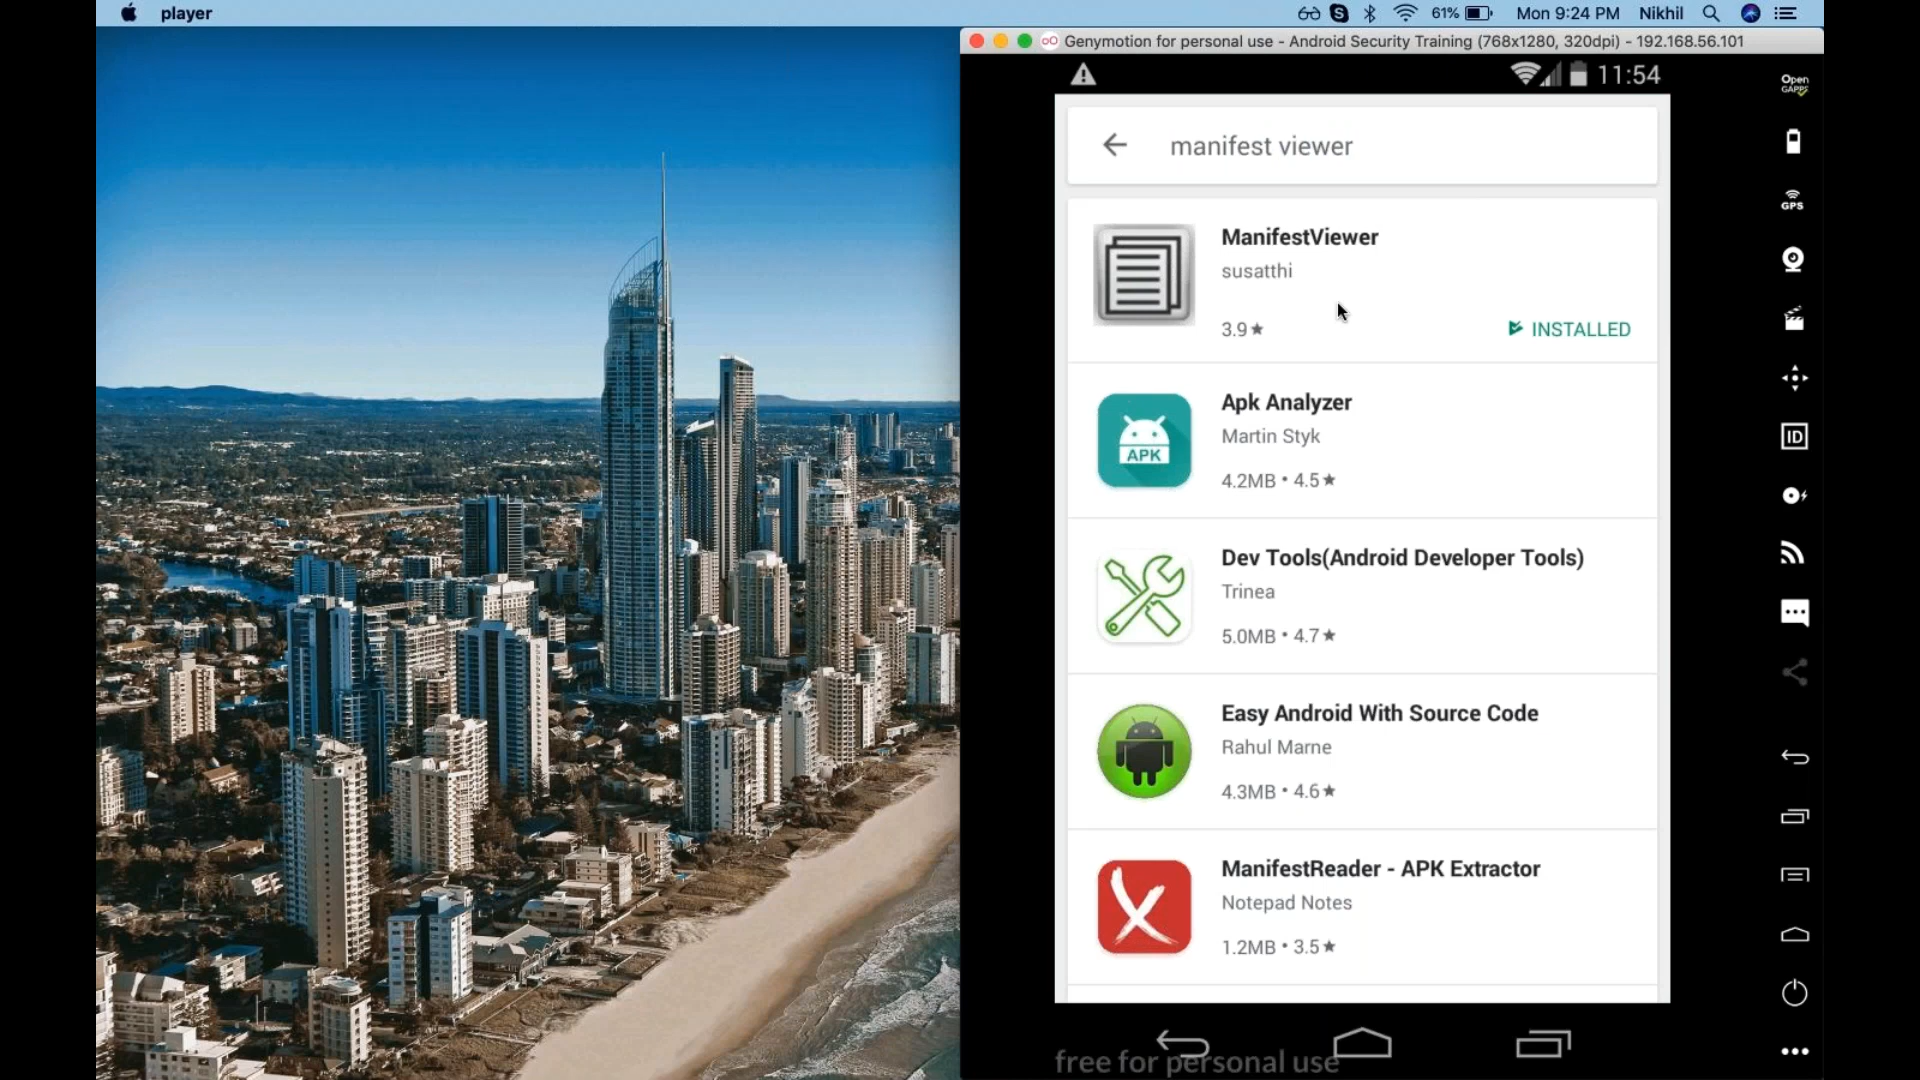 player
61%
Mon 9:24 PM
Nikhil
Genymotion for personal use - Android Security Training (768x1280, 320dpi) - 192.168.56.101
11:54
Open
GAPPS
manifest viewer
ManifestViewer
susatthi
3.9★
INSTALLED
GPS
Apk Analyzer
Martin Styk
APK
4.2MB • 4.5★
ID
Dev Tools(Android Developer Tools)
Trinea
5.0MB • 4.7★
Easy Android With Source Code
Rahul Marne
4.3MB • 4.6★
ManifestReader - APK Extractor
Notepad Notes
1.2MB • 3.5★
free for personal use